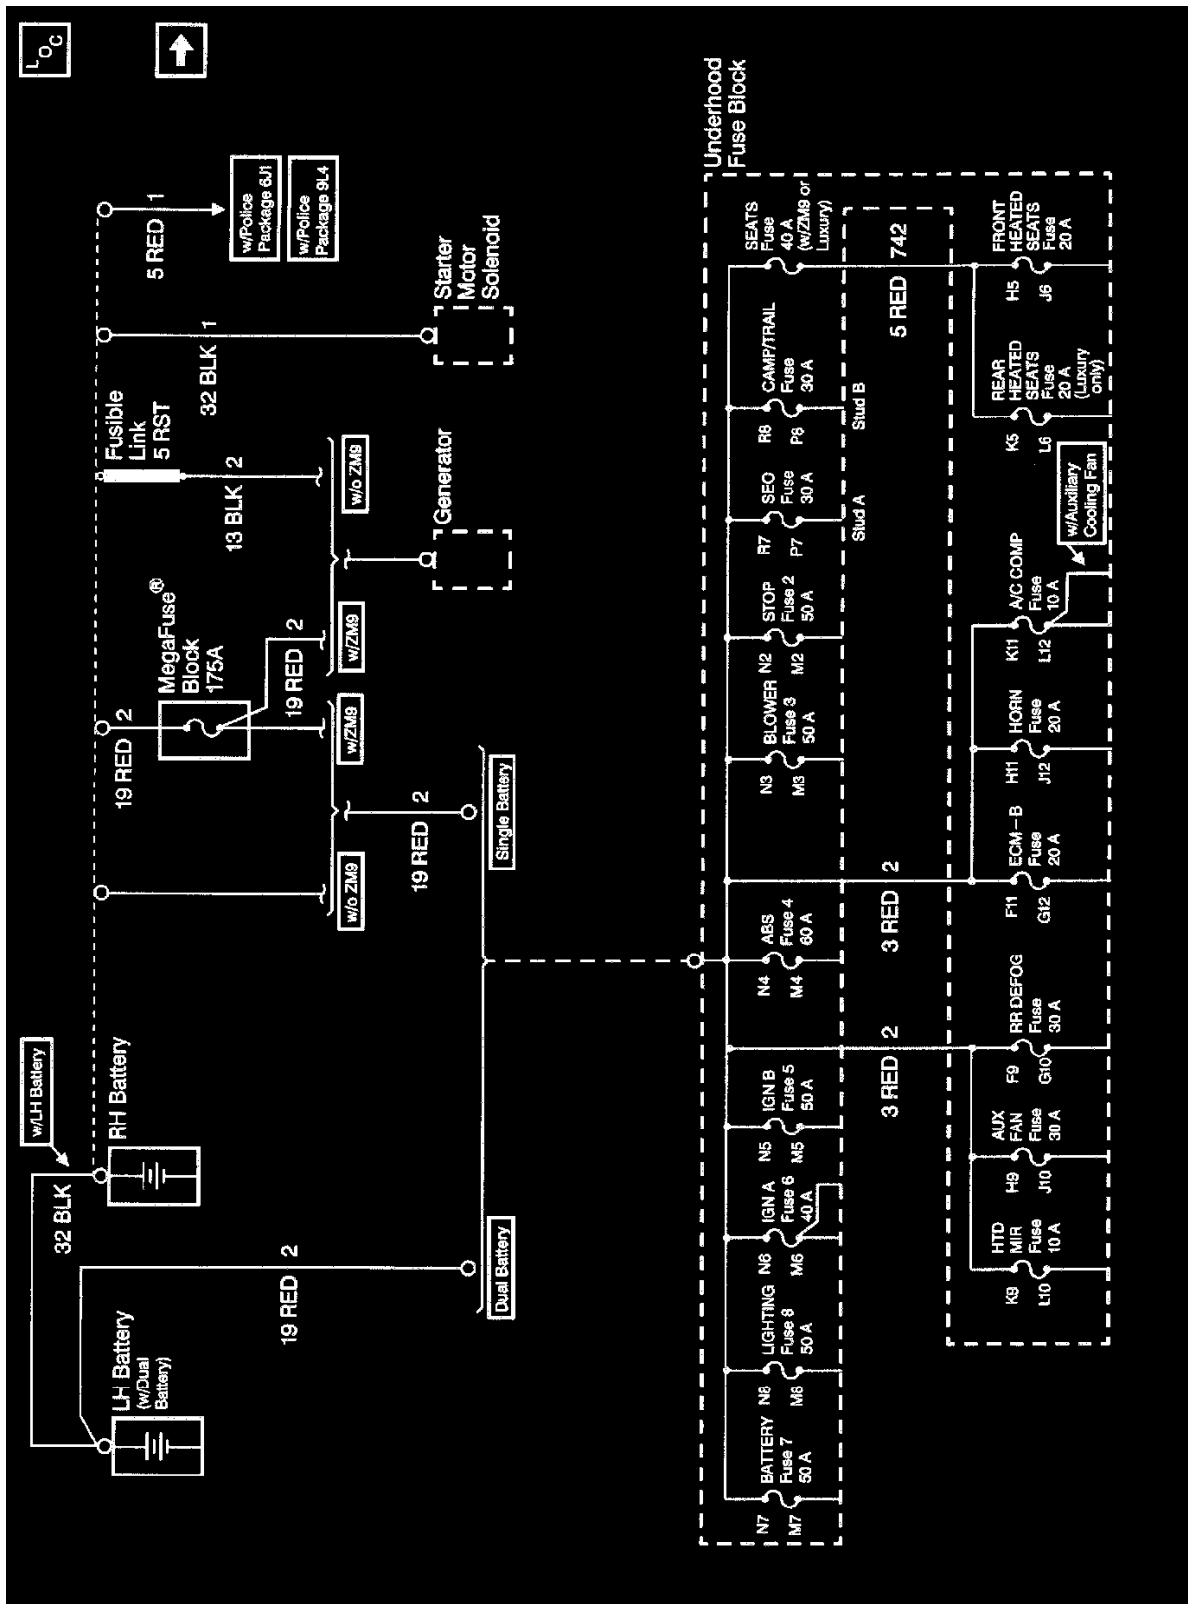 LOC
32 BLK
w/LH Battery
LH Battery
(w/Dual
Battery)
RH Battery
19 RED 2
MegaFuse®
Block
175A
Fusible
Link
5 RST
5 RED 1
w/Police
Package 6J1
w/Police
Package 9L4
19 RED 2
19 RED 2
13 BLK 2
32 BLK 1
w/o ZM9
w/ZM9
w/ZM9
w/o ZM9
19 RED 2
Generator
Starter
Motor
Solenoid
Dual Battery
Single Battery
Underhood
Fuse Block
BATTERY
Fuse 7
50 A
N7
M7
LIGHTING
Fuse 8
50 A
N8
M8
IGN A
Fuse 6
40 A
N6
M6
IGN B
Fuse 5
50 A
N5
M5
ABS
Fuse 4
60 A
N4
M4
BLOWER
Fuse 3
50 A
N3
M3
STOP
Fuse 2
50 A
N2
M2
SEO
Fuse
30 A
R7
P7
Stud A
CAMP/TRAIL
Fuse
30 A
R8
P8
Stud B
SEATS
Fuse
40 A
(w/ZM9 or
Luxury)
3 RED 2
3 RED 2
5 RED 742
HTD
MIR
Fuse
10 A
K9
L10
AUX
FAN
Fuse
30 A
H9
J10
RR DEFOG
Fuse
30 A
F9
G10
ECM-B
Fuse
20 A
F11
G12
HORN
Fuse
20 A
H11
J12
A/C COMP
Fuse
10 A
K11
L12
w/Auxiliary
Cooling Fan
REAR
HEATED
SEATS
Fuse
20 A
(Luxury
only)
K5
L6
FRONT
HEATED
SEATS
Fuse
20 A
H5
J6